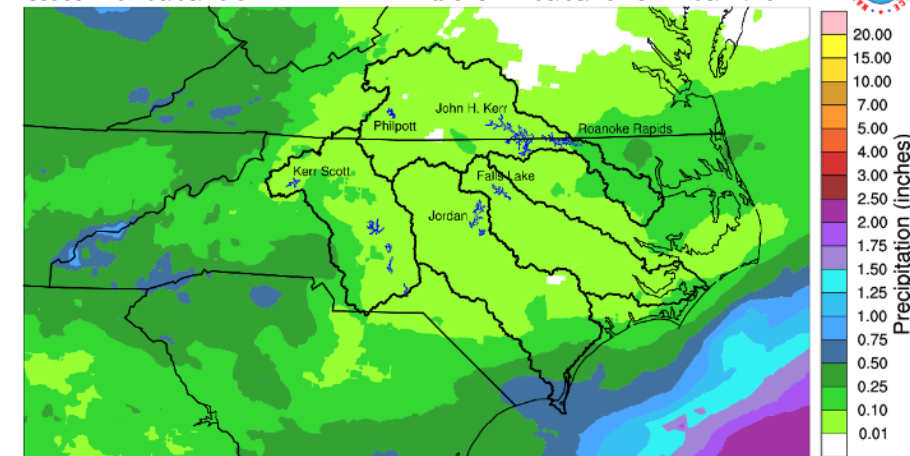 John H. Kerr
Philpott
Roanoke Rapids
Kerr Scott
Falls Lake
Jordan
20.00
15.00
10.00
7.00
5.00
4.00
3.00
2.50
2.00
1.75
1.50
1.25
1.00
0.75
0.50
0.25
0.10
0.01
Precipitation (inches)